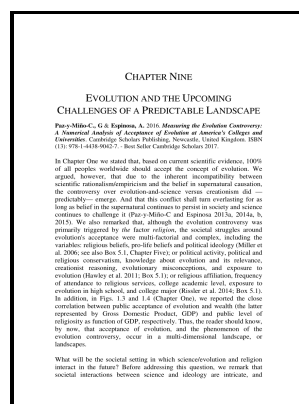 CHAPTER NINE
EVOLUTION AND THE UPCOMING
CHALLENGES OF A PREDICTABLE LANDSCAPE
Paz-y-Miño-C., G & Espinosa, A. 2016. Measuring the Evolution Controversy:
A Numerical Analysis of Acceptance of Evolution at America's Colleges and
Universities. Cambridge Scholars Publishing, Newcastle, United Kingdom. ISBN
(13): 978-1-4438-9042-7. - Best Seller Cambridge Scholars 2017.
In Chapter One we stated that, based on current scientific evidence, 100%
of all peoples worldwide should accept the concept of evolution. We
argued, however, that due to the inherent incompatibility between
scientific rationalism/empiricism and the belief in supernatural causation,
the controversy over evolution-and-science versus creationism did —
predictably— emerge. And that this conflict shall turn everlasting for as
long as belief in the supernatural continues to persist in society and science
continues to challenge it (Paz-y-Miño-C and Espinosa 2013a, 2014a, b,
2015). We also remarked that, although the evolution controversy was
primarily triggered by the factor religion, the societal struggles around
evolution's acceptance were multi-factorial and complex, including the
variables: religious beliefs, pro-life beliefs and political ideology (Miller et
al. 2006; see also Box 5.1, Chapter Five); or political activity, political and
religious conservatism, knowledge about evolution and its relevance,
creationist reasoning, evolutionary misconceptions, and exposure to
evolution (Hawley et al. 2011; Box 5.1); or religious affiliation, frequency
of attendance to religious services, college academic level, exposure to
evolution in high school, and college major (Rissler et al. 2014; Box 5.1).
In addition, in Figs. 1.3 and 1.4 (Chapter One), we reported the close
correlation between public acceptance of evolution and wealth (the latter
represented by Gross Domestic Product, GDP) and public level of
religiosity as function of GDP, respectively. Thus, the reader should know,
by now, that acceptance of evolution, and the phenomenon of the
evolution controversy, occur in a multi-dimensional landscape, or
landscapes.
What will be the societal setting in which science/evolution and religion
interact in the future? Before addressing this question, we remark that
societal interactions between science and ideology are intricate, and